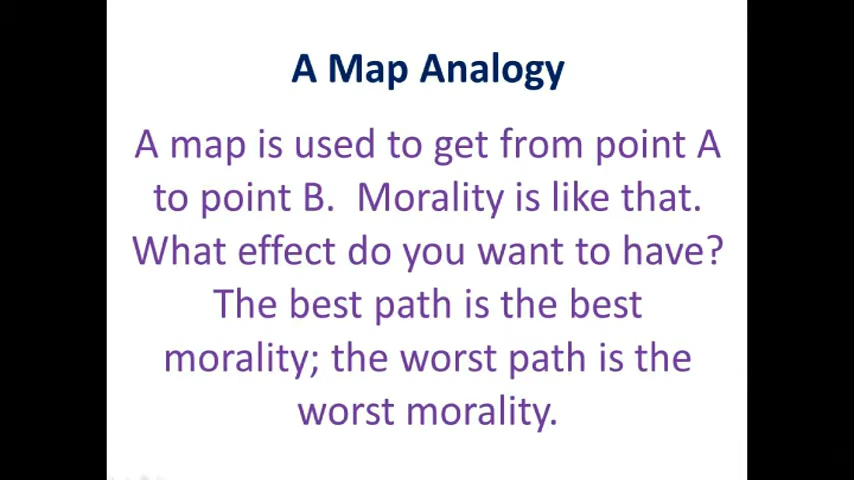 A Map Analogy
A map is used to get from point A
to point B.  Morality is like that.
What effect do you want to have?
The best path is the best
morality; the worst path is the
worst morality.